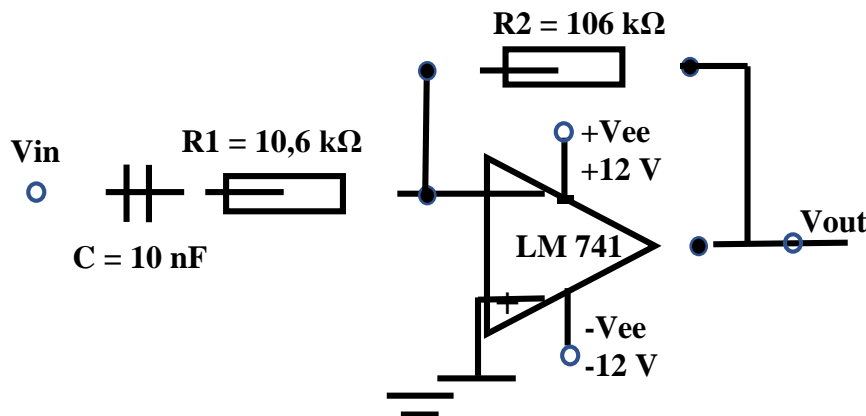 R2 = 106 kΩ
R1 = 10,6 kΩ
Vin
+Vee
+12 V
Vout
LM 741
C = 10 nF
+
-Vee
-12 V